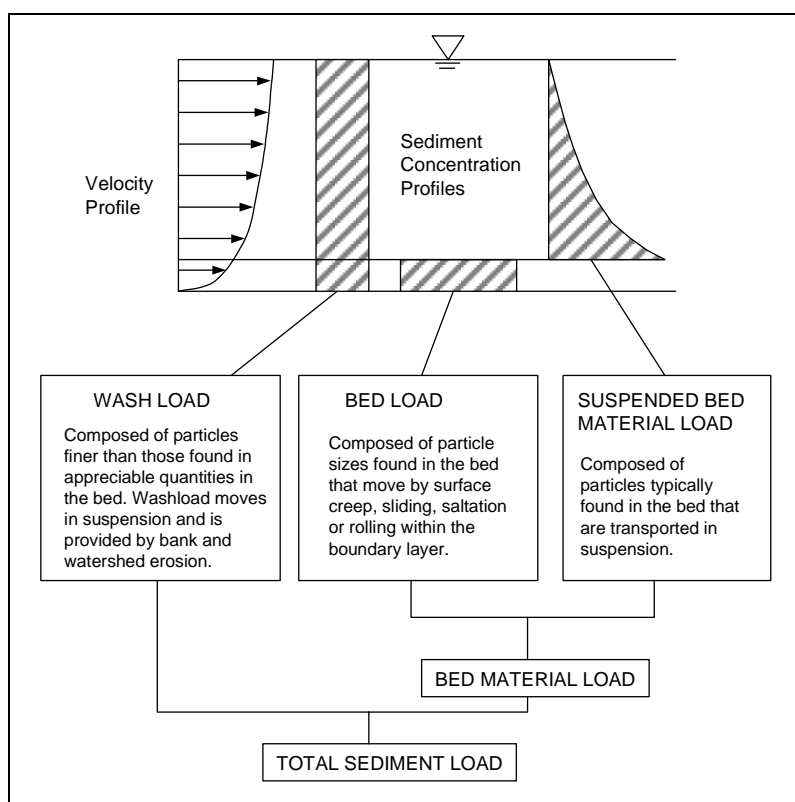 Velocity
Profile
Sediment
Concentration
Profiles
WASH LOAD
Composed of particles
finer than those found in
appreciable quantities in
the bed. Washload moves
in suspension and is
provided by bank and
watershed erosion.
BED LOAD
Composed of particle
sizes found in the bed
that move by surface
creep, sliding, saltation
or rolling within the
boundary layer.
SUSPENDED BED
MATERIAL LOAD
Composed of
particles typically
found in the bed that
are transported in
suspension.
BED MATERIAL LOAD
TOTAL SEDIMENT LOAD